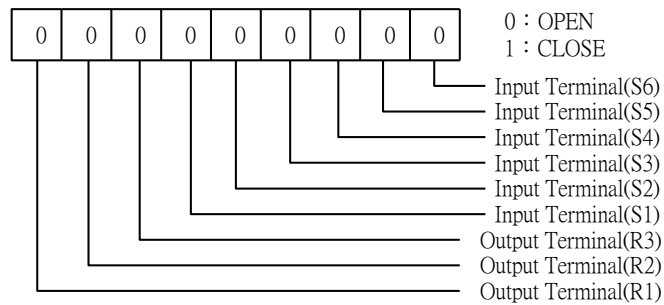 0 0 0 0 0 0 0 0 0
0：OPEN
1：CLOSE
Input Terminal(S6)
Input Terminal(S5)
Input Terminal(S4)
Input Terminal(S3)
Input Terminal(S2)
Input Terminal(S1)
Output Terminal(R3)
Output Terminal(R2)
Output Terminal(R1)